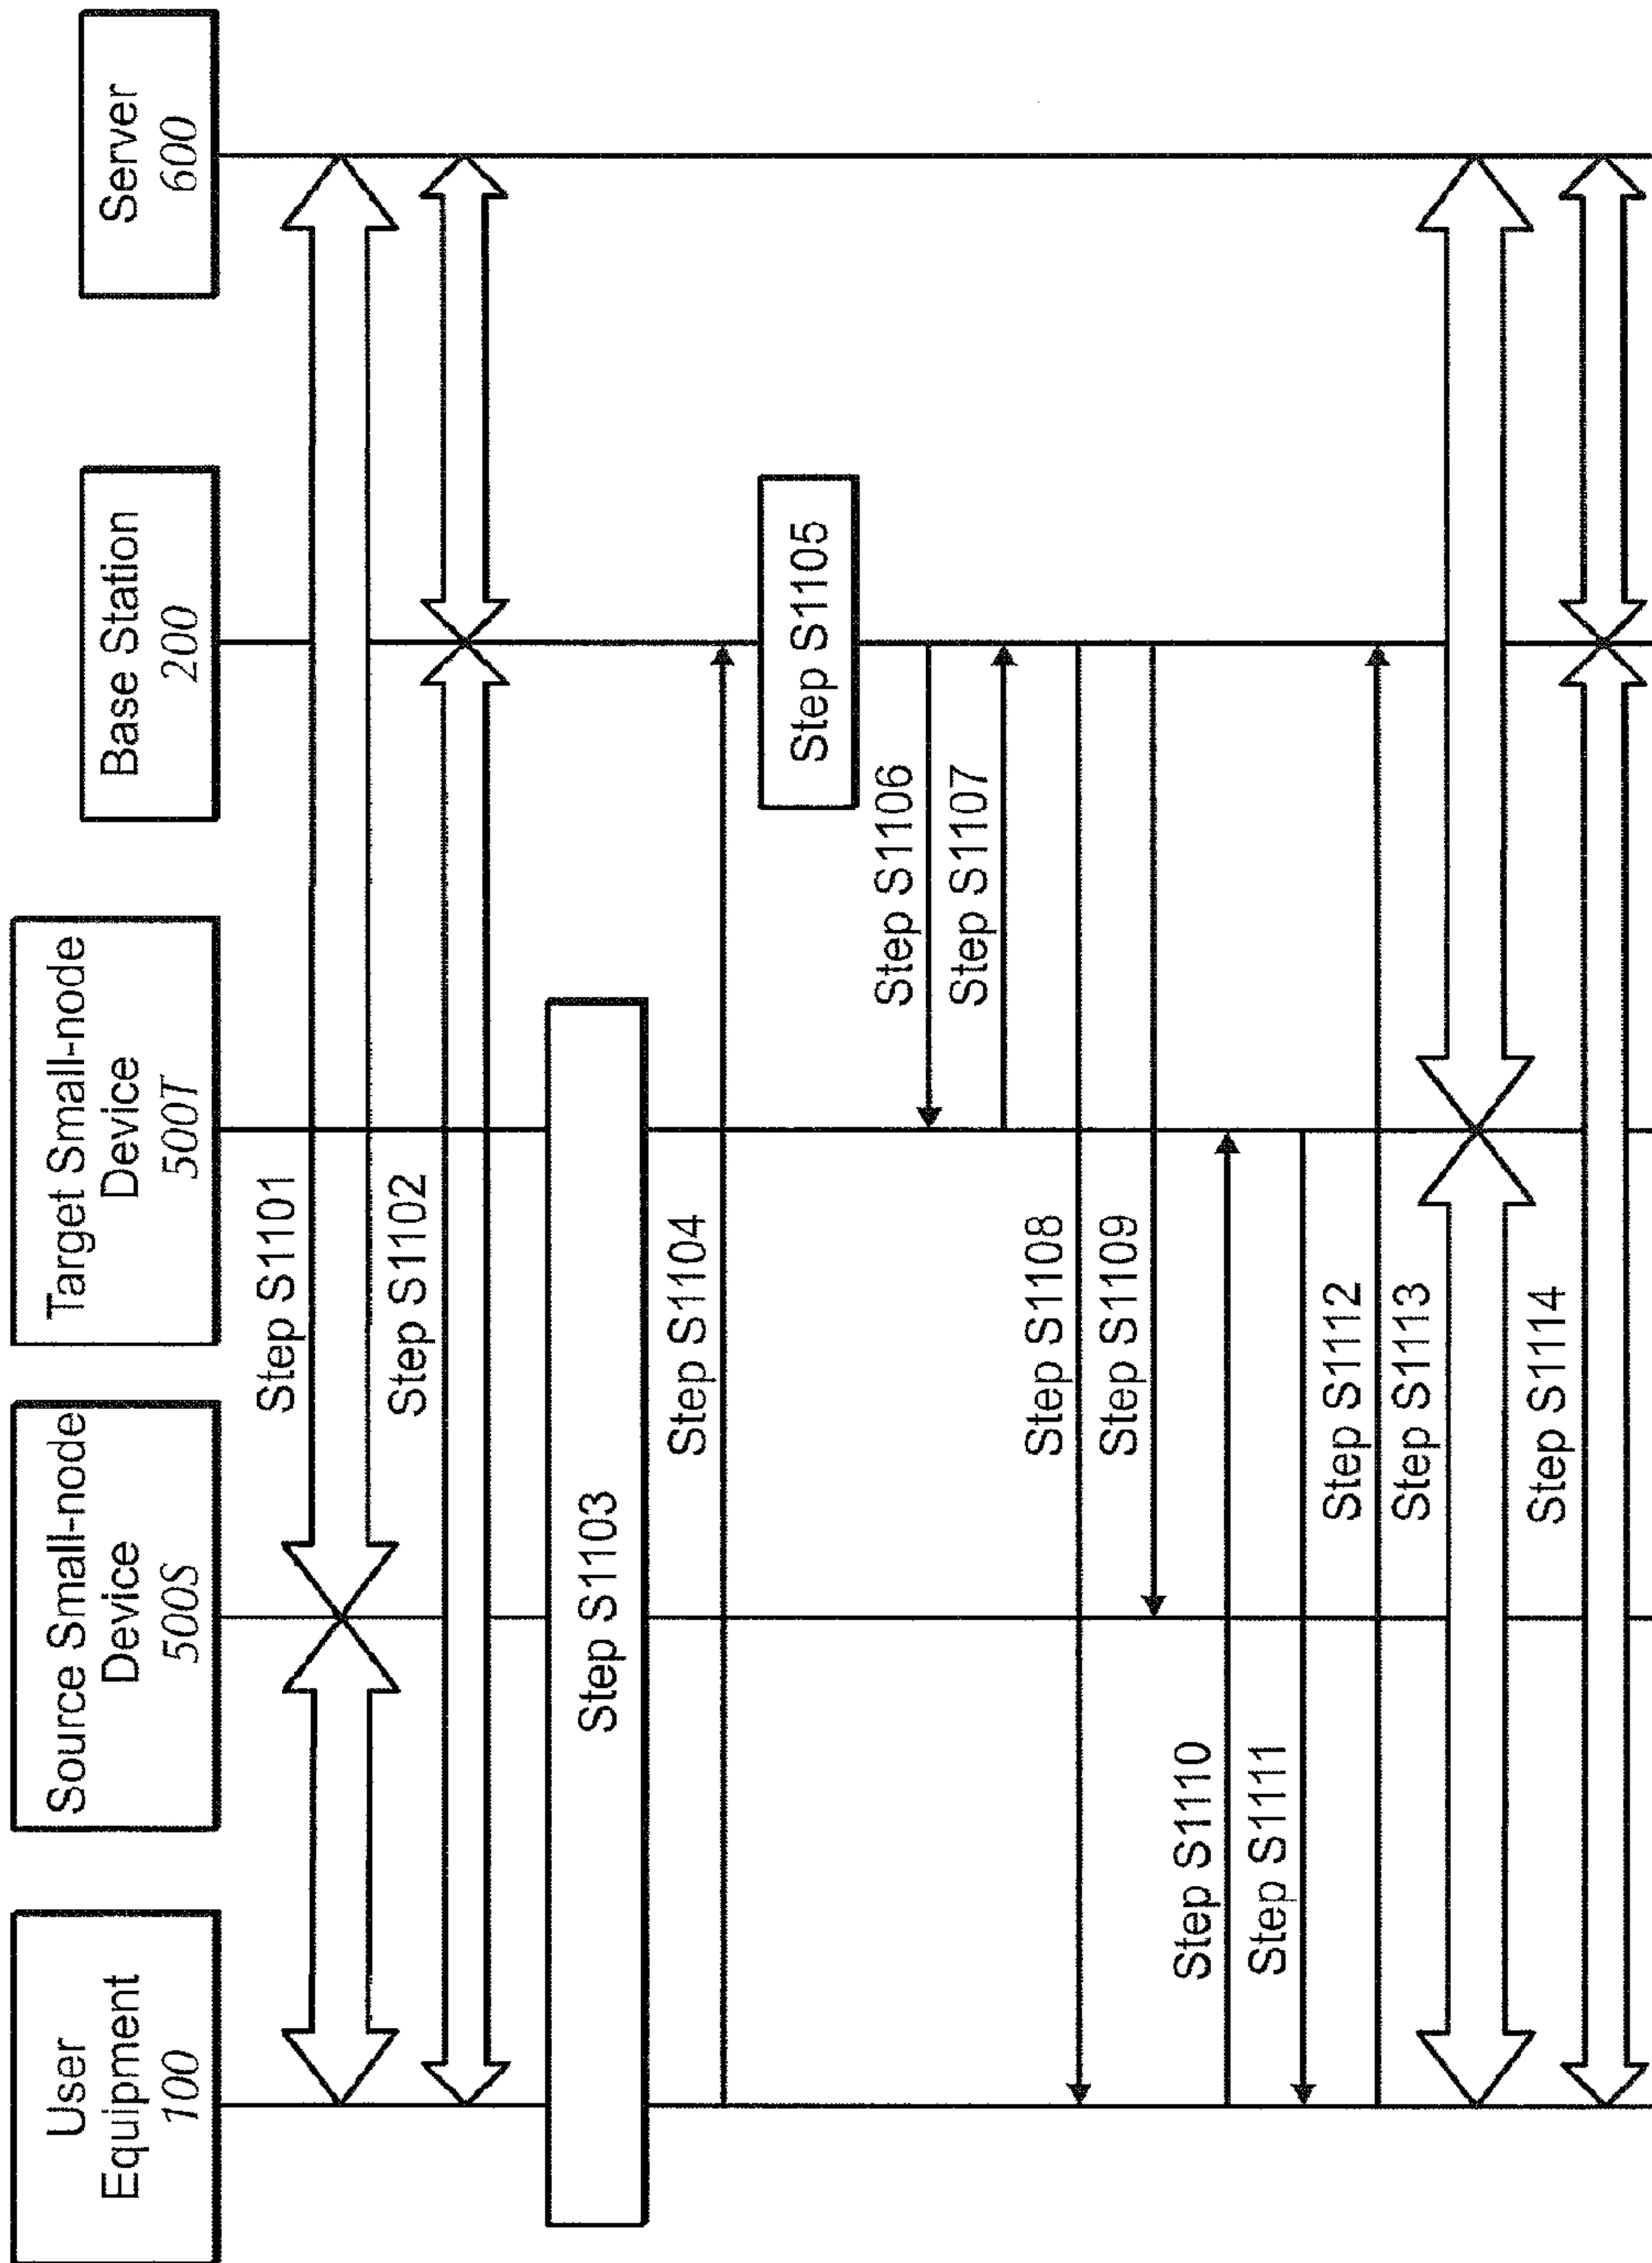 User
Equipment
100
Source Small-node
Device
500S
Target Small-node
Device
500T
Base Station
200
Server
600
Step S1101
Step S1102
Step S1103
Step S1104
Step S1105
Step S1106
Step S1107
Step S1108
Step S1109
Step S1110
Step S1111
Step S1112
Step S1113
Step S1114